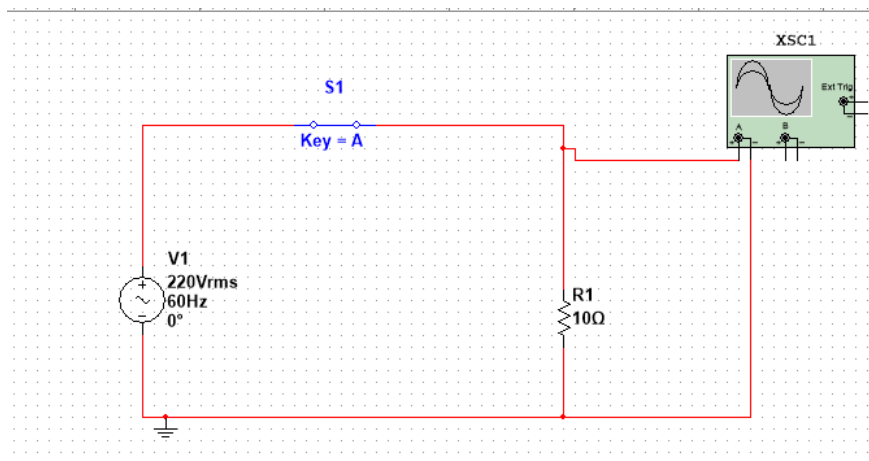 XSC1
Ext Trig
+
−
A
B
+ − + −
S1
Key = A
V1
+
−
220Vrms
60Hz
0°
R1
10Ω